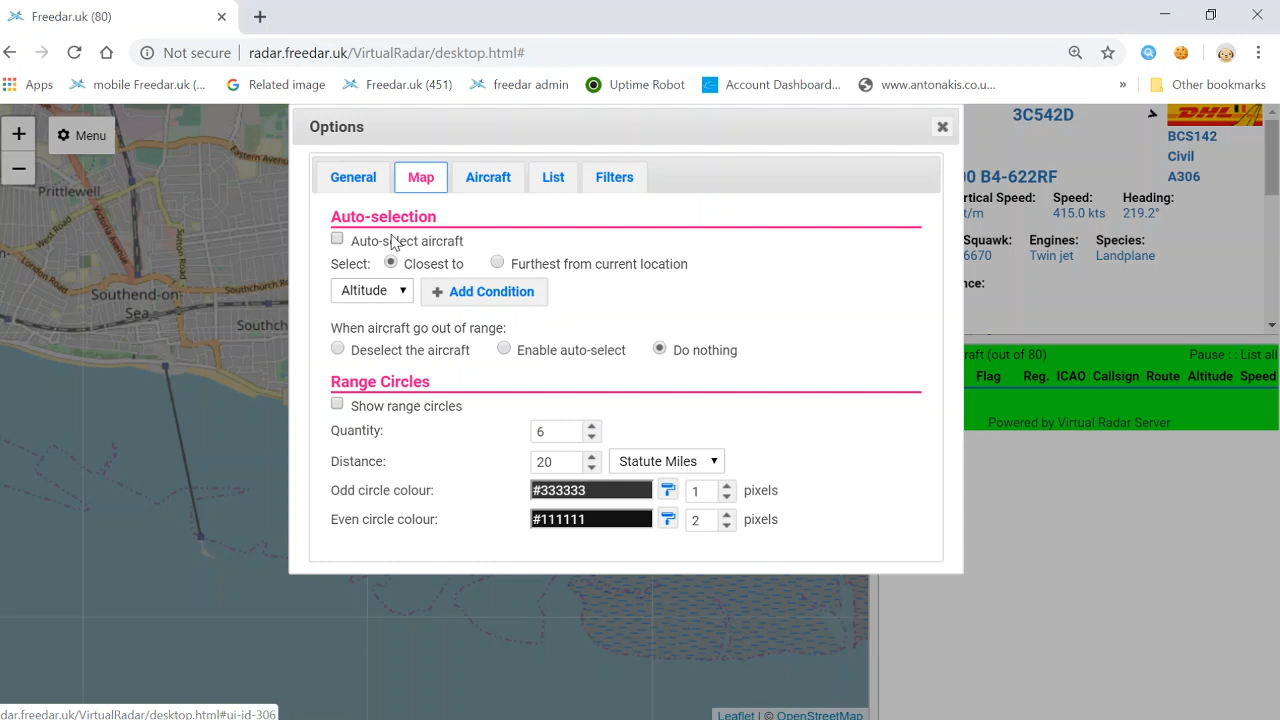 Freedar.uk (80)
Not secure radar.freedar.uk/VirtualRadar/desktop.html#
Apps mobile Freedar.uk (... Related image Freedar.uk (451) freedar admin Uptime Robot Account Dashboard... www.antonakis.co.u... » Other bookmarks
+ Menu
−
Eastern Avenue
Prittlewell
Southend-on-
Sea
Southchurch
Options
General Map Aircraft List Filters
Auto-selection
Auto-select aircraft
Select: Closest to Furthest from current location
Altitude Add Condition
When aircraft go out of range:
Deselect the aircraft Enable auto-select Do nothing
Range Circles
Show range circles
Quantity: 6
Distance: 20 Statute Miles
Odd circle colour: #333333 1 pixels
Even circle colour: #111111 2 pixels
3C542D DHL
BCS142
Civil
00 B4-622RF A306
rtical Speed: Speed: Heading:
t/m 415.0 kts 219.2°
Squawk: Engines: Species:
6670 Twin jet Landplane
nce:
raft (out of 80) Pause : : List all
Flag Reg. ICAO Callsign Route Altitude Speed
Powered by Virtual Radar Server
Leaflet | © OpenStreetMap
dar.freedar.uk/VirtualRadar/desktop.html#ui-id-306